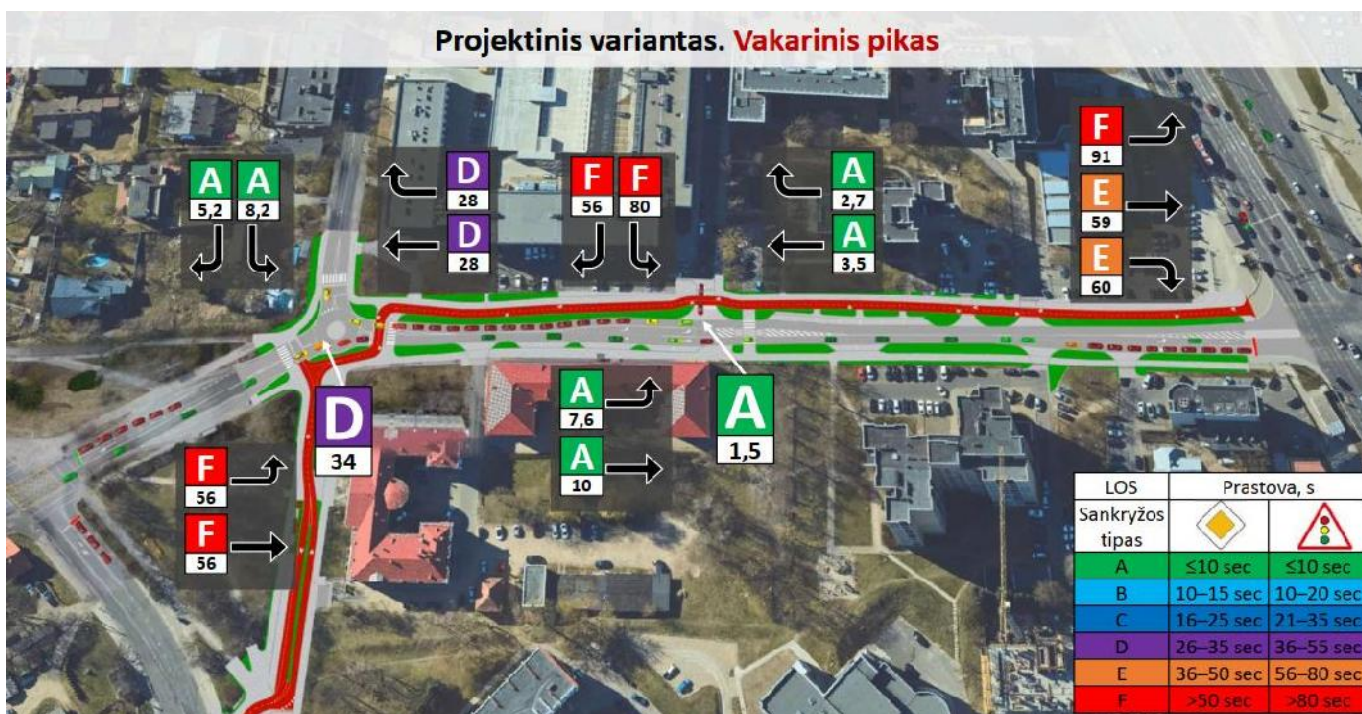 Projektinis variantas. Vakarinis pikas
A A
5,2 8,2
D
28
D
28
F F
56 80
A
2,7
A
3,5
F
91
E
59
E
60
D
34
F
56
F
56
A
7,6
A
10
A
1,5
LOS Prastova, s
Sankryžos
tipas
A ≤10 sec ≤10 sec
B 10–15 sec 10–20 sec
C 16–25 sec 21–35 sec
D 26–35 sec 36–55 sec
E 36–50 sec 56–80 sec
F >50 sec >80 sec